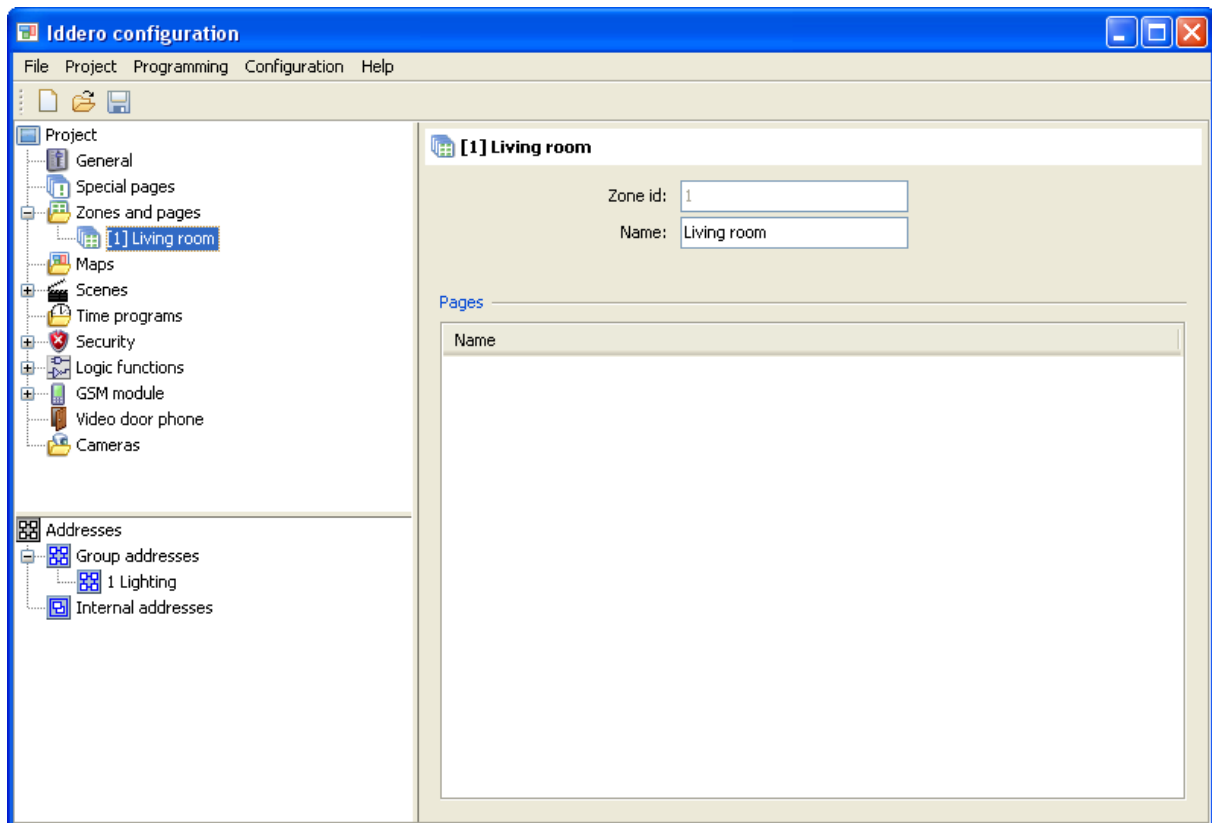 Iddero configuration
File Project Programming Configuration Help
Project
General
Special pages
Zones and pages
[1] Living room
Maps
Scenes
Time programs
Security
Logic functions
GSM module
Video door phone
Cameras
Addresses
Group addresses
1 Lighting
Internal addresses
[1] Living room
Zone id: 1
Name: Living room
Pages
Name